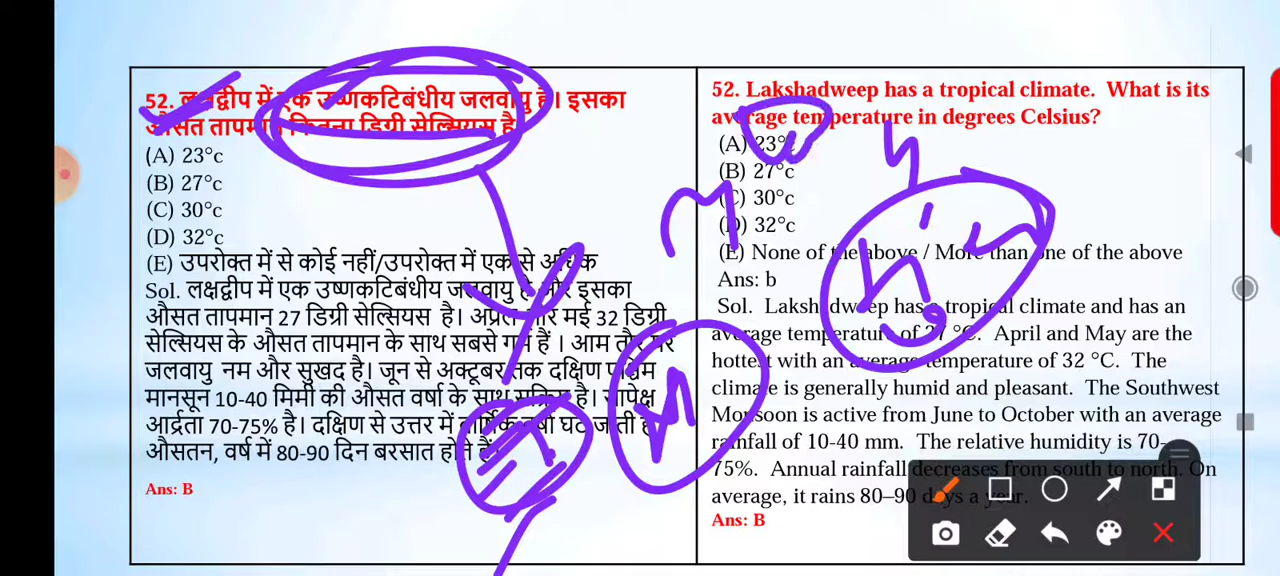 52. लक्षद्वीप में एक उष्णकटिबंधीय जलवायु है। इसका
औसत तापमान कितना डिग्री सेल्सियस है
(A) 23°c
(B) 27°c
(C) 30°c
(D) 32°c
(E) उपरोक्त में से कोई नहीं/उपरोक्त में एक से अधिक
Sol. लक्षद्वीप में एक उष्णकटिबंधीय जलवायु है और इसका
औसत तापमान 27 डिग्री सेल्सियस है। अप्रैल और मई 32 डिग्री
सेल्सियस के औसत तापमान के साथ सबसे गर्म हैं । आम तौर पर
जलवायु नम और सुखद है। जून से अक्टूबर तक दक्षिण पश्चिम
मानसून 10-40 मिमी की औसत वर्षा के साथ सक्रिय है। सापेक्ष
आर्द्रता 70-75% है। दक्षिण से उत्तर में वार्षिक वर्षा घट जाती है
औसतन, वर्ष में 80-90 दिन बरसात होते हैं।
Ans: B
52. Lakshadweep has a tropical climate. What is its
average temperature in degrees Celsius?
(A) 23°c
(B) 27°c
(C) 30°c
(D) 32°c
(E) None of the above / More than one of the above
Ans: b
Sol. Lakshadweep has a tropical climate and has an
average temperature of 27 °C. April and May are the
hottest with an average temperature of 32 °C. The
climate is generally humid and pleasant. The Southwest
Monsoon is active from June to October with an average
rainfall of 10-40 mm. The relative humidity is 70-
75%. Annual rainfall decreases from south to north. On
average, it rains 80–90 days a year.
Ans: B